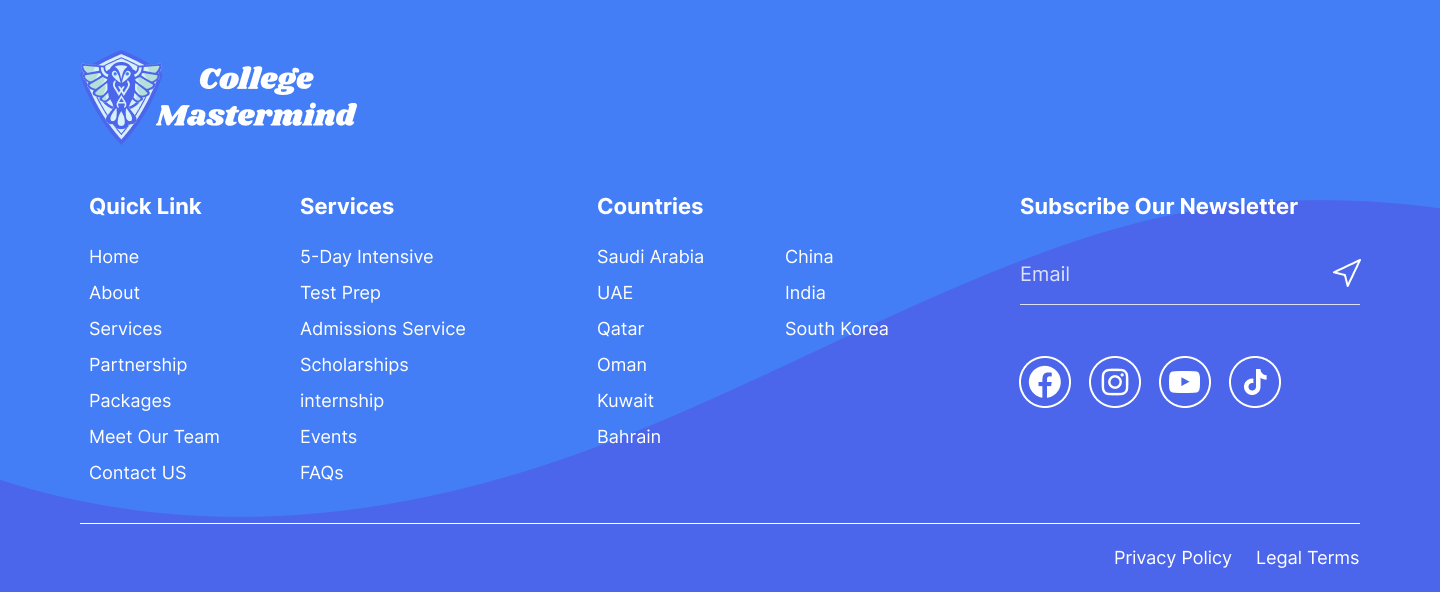 College
Mastermind
Quick Link
Home
About
Services
Partnership
Packages
Meet Our Team
Contact US
Services
5-Day Intensive
Test Prep
Admissions Service
Scholarships
internship
Events
FAQs
Countries
Saudi Arabia
UAE
Qatar
Oman
Kuwait
Bahrain
China
India
South Korea
Subscribe Our Newsletter
Email
Privacy Policy
Legal Terms